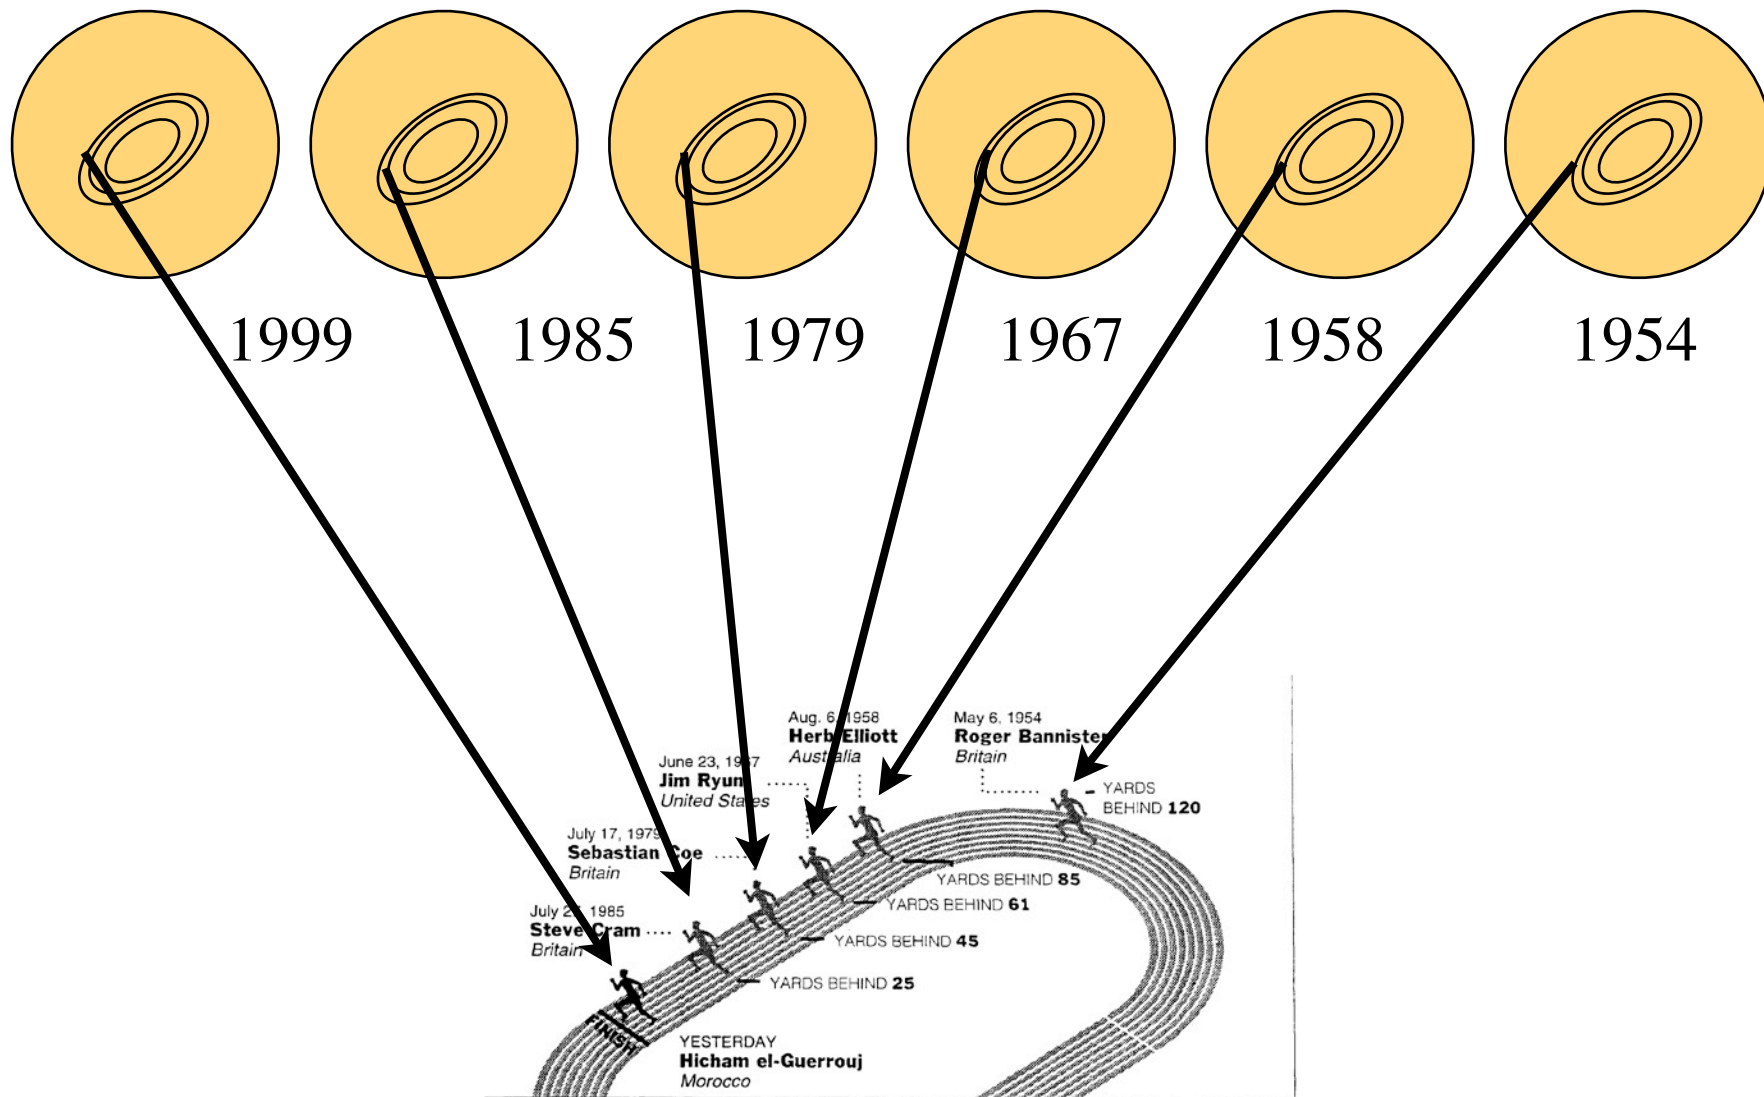 1999
1985
1979
1967
1958
1954
Aug. 6, 1958
Herb Elliott
Australia
May 6, 1954
Roger Bannister
Britain
June 23, 1967
Jim Ryun
United States
YARDS
BEHIND 120
July 17, 1979
Sebastian Coe
Britain
YARDS BEHIND 85
YARDS BEHIND 61
July 27, 1985
Steve Cram
Britain
YARDS BEHIND 45
YARDS BEHIND 25
FINISH
YESTERDAY
Hicham el-Guerrouj
Morocco